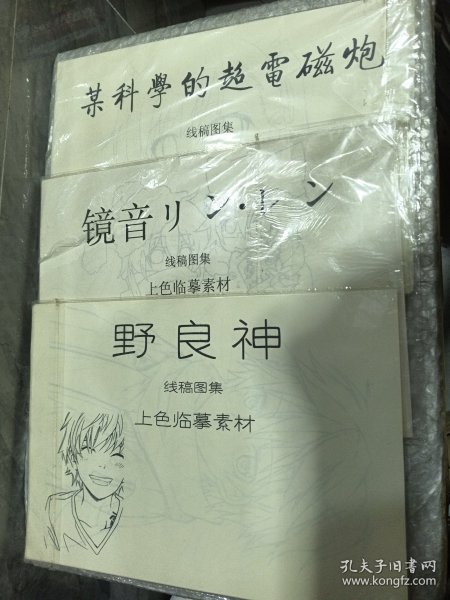 某科學的超電磁炮
线稿图集
镜音リン・レン
线稿图集
上色临摹素材
野良神
线稿图集
上色临摹素材
孔夫子旧书网
www.kongfz.com